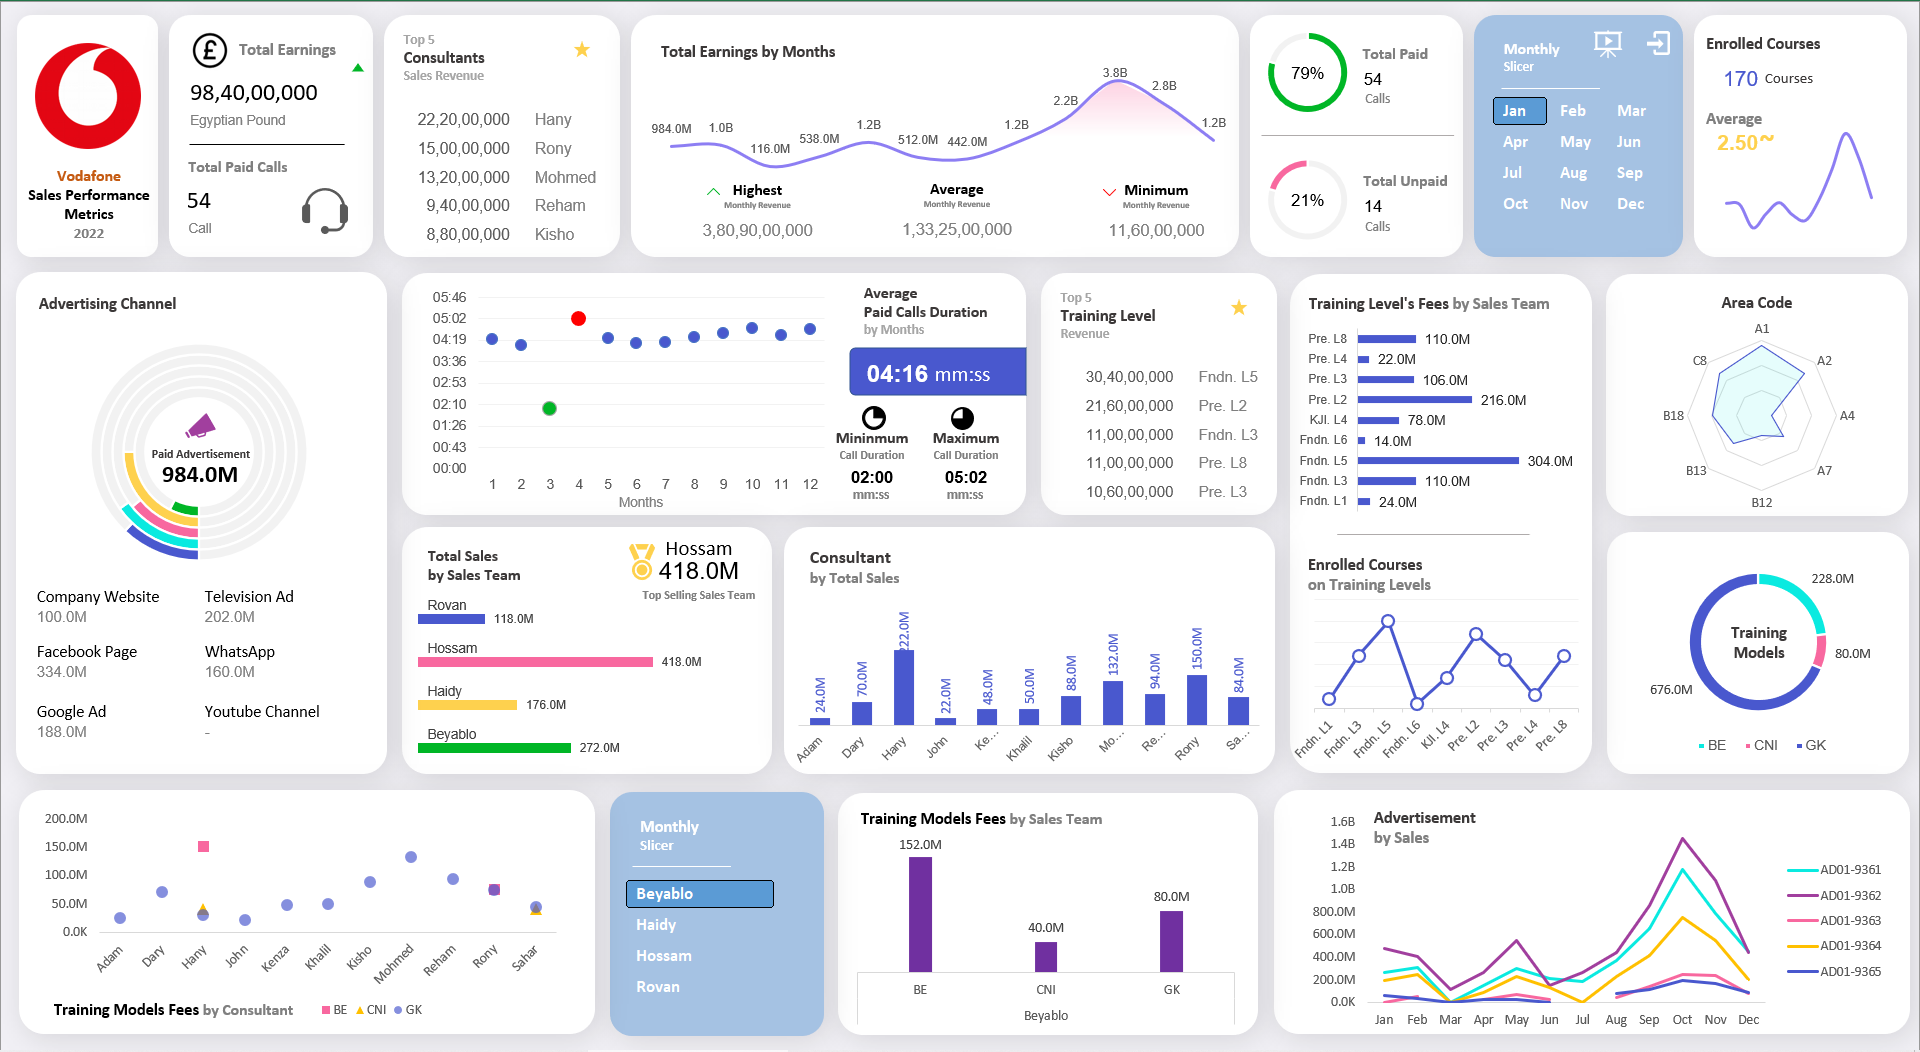 Vodafone
Sales Performance
Metrics
2022
Total Earnings
98,40,00,000
Egyptian Pound
Total Paid Calls
54
Call
Top 5
Consultants
Sales Revenue
22,20,00,000 Hany
15,00,00,000 Rony
13,20,00,000 Mohmed
9,40,00,000 Reham
8,80,00,000 Kisho
Total Earnings by Months
984.0M 1.0B 116.0M 538.0M 1.2B 512.0M 442.0M 1.2B 2.2B 3.8B 2.8B 1.2B
Highest
Monthly Revenue
3,80,90,00,000
Average
Monthly Revenue
1,33,25,00,000
Minimum
Monthly Revenue
11,60,00,000
79%
Total Paid
54
Calls
21%
Total Unpaid
14
Calls
Monthly
Slicer
Jan Feb Mar
Apr May Jun
Jul Aug Sep
Oct Nov Dec
Enrolled Courses
170 Courses
Average
2.50~
Advertising Channel
Paid Advertisement
984.0M
Company Website
100.0M
Television Ad
202.0M
Facebook Page
334.0M
WhatsApp
160.0M
Google Ad
188.0M
Youtube Channel
-
05:46
05:02
04:19
03:36
02:53
02:10
01:26
00:43
00:00
1 2 3 4 5 6 7 8 9 10 11 12
Months
Average
Paid Calls Duration
by Months
04:16 mm:ss
Mininmum
Call Duration
02:00
mm:ss
Maximum
Call Duration
05:02
mm:ss
Top 5
Training Level
Revenue
30,40,00,000 Fndn. L5
21,60,00,000 Pre. L2
11,00,00,000 Fndn. L3
11,00,00,000 Pre. L8
10,60,00,000 Pre. L3
Training Level's Fees by Sales Team
Pre. L8 110.0M
Pre. L4 22.0M
Pre. L3 106.0M
Pre. L2 216.0M
KJl. L4 78.0M
Fndn. L6 14.0M
Fndn. L5 304.0M
Fndn. L3 110.0M
Fndn. L1 24.0M
Enrolled Courses
on Training Levels
Fndn. L1 Fndn. L3 Fndn. L5 Fndn. L6 KJl. L4 Pre. L2 Pre. L3 Pre. L4 Pre. L8
Area Code
A1
A2
A4
A7
B12
B13
B18
C8
Total Sales
by Sales Team
Hossam
418.0M
Top Selling Sales Team
Rovan
118.0M
Hossam
418.0M
Haidy
176.0M
Beyablo
272.0M
Consultant
by Total Sales
24.0M 70.0M 222.0M 22.0M 48.0M 50.0M 88.0M 132.0M 94.0M 150.0M 84.0M
Adam Dary Hany John Ke... Khalil Kisho Mo... Re... Rony Sa...
228.0M
80.0M
676.0M
Training
Models
BE CNI GK
200.0M
150.0M
100.0M
50.0M
0.0K
Adam Dary Hany John Kenza Khalil Kisho Mohmed Reham Rony Sahar
Training Models Fees by Consultant
BE CNI GK
Monthly
Slicer
Beyablo
Haidy
Hossam
Rovan
Training Models Fees by Sales Team
152.0M
40.0M
80.0M
BE CNI GK
Beyablo
Advertisement
by Sales
1.6B
1.4B
1.2B
1.0B
800.0M
600.0M
400.0M
200.0M
0.0K
Jan Feb Mar Apr May Jun Jul Aug Sep Oct Nov Dec
AD01-9361
AD01-9362
AD01-9363
AD01-9364
AD01-9365